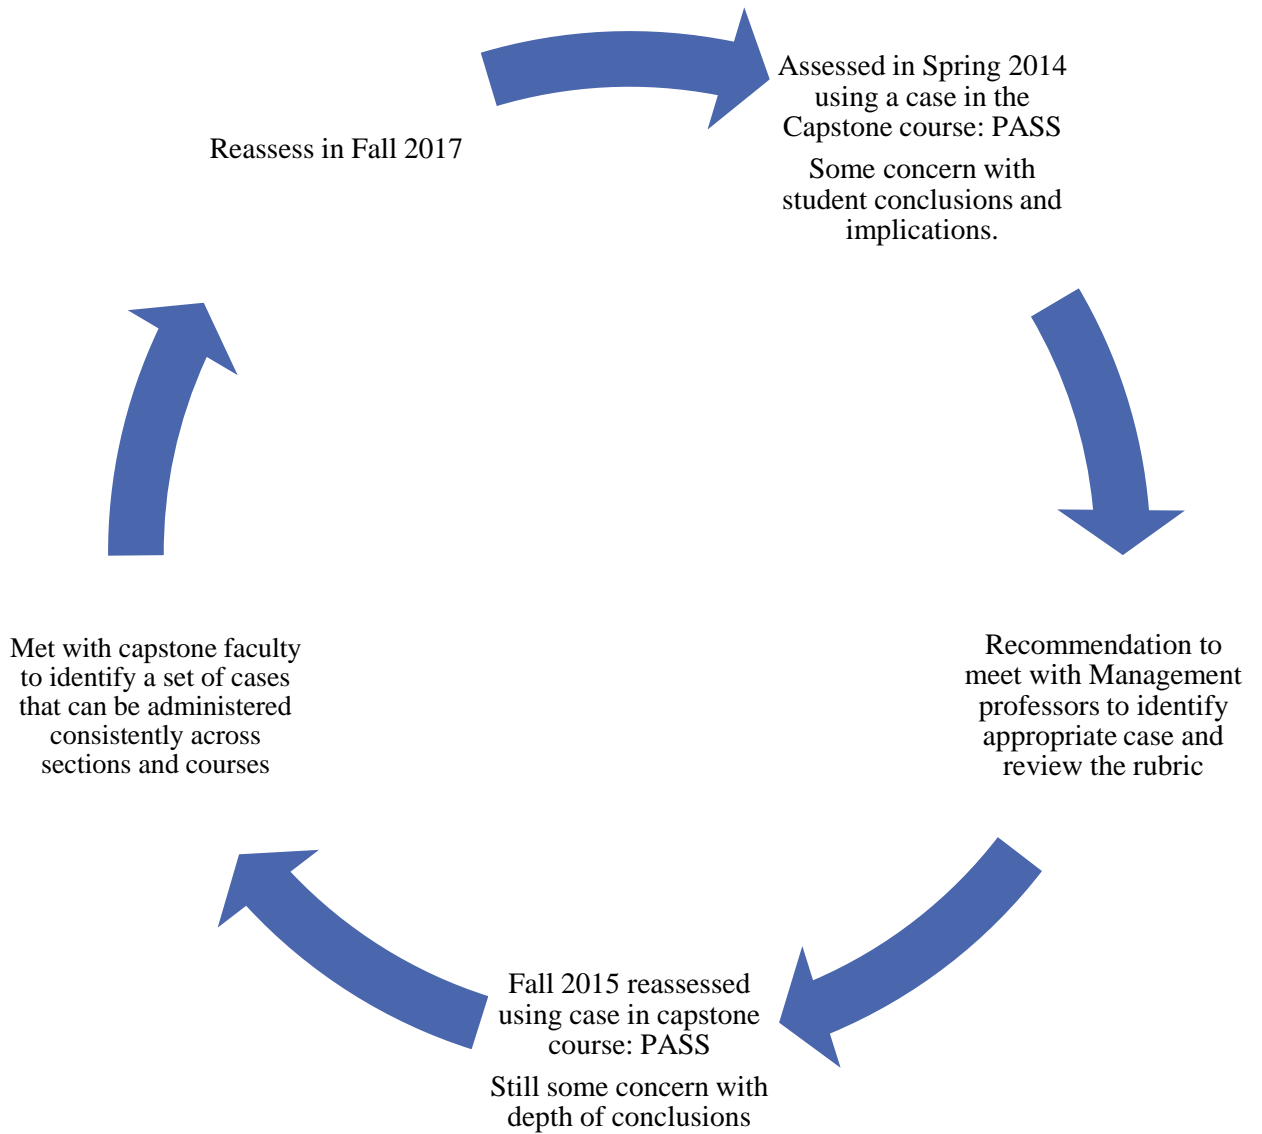 Assessed in Spring 2014
using a case in the
Capstone course: PASS
Some concern with
student conclusions and
implications.
Recommendation to
meet with Management
professors to identify
appropriate case and
review the rubric
Fall 2015 reassessed
using case in capstone
course: PASS
Still some concern with
depth of conclusions
Met with capstone faculty
to identify a set of cases
that can be administered
consistently across
sections and courses
Reassess in Fall 2017